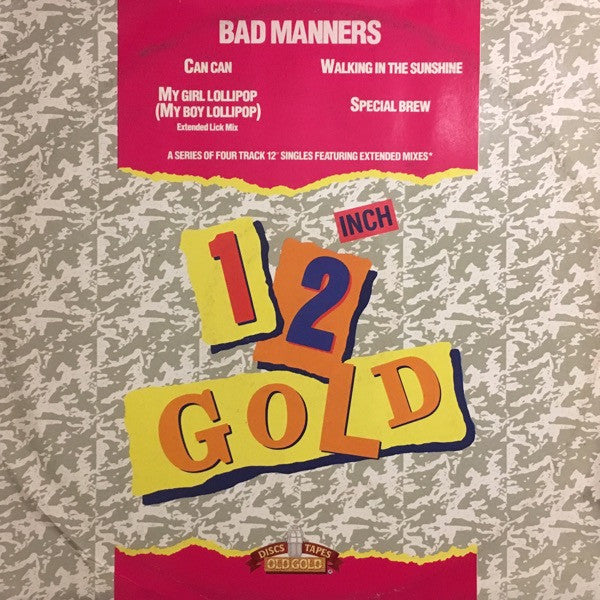 BAD MANNERS
CAN CAN
WALKING IN THE SUNSHINE
MY GIRL LOLLIPOP
(MY BOY LOLLIPOP)
Extended Lick Mix
SPECIAL BREW
A SERIES OF FOUR TRACK 12" SINGLES FEATURING EXTENDED MIXES*
INCH
12
GOLD
DISCS TAPES
OLD GOLD